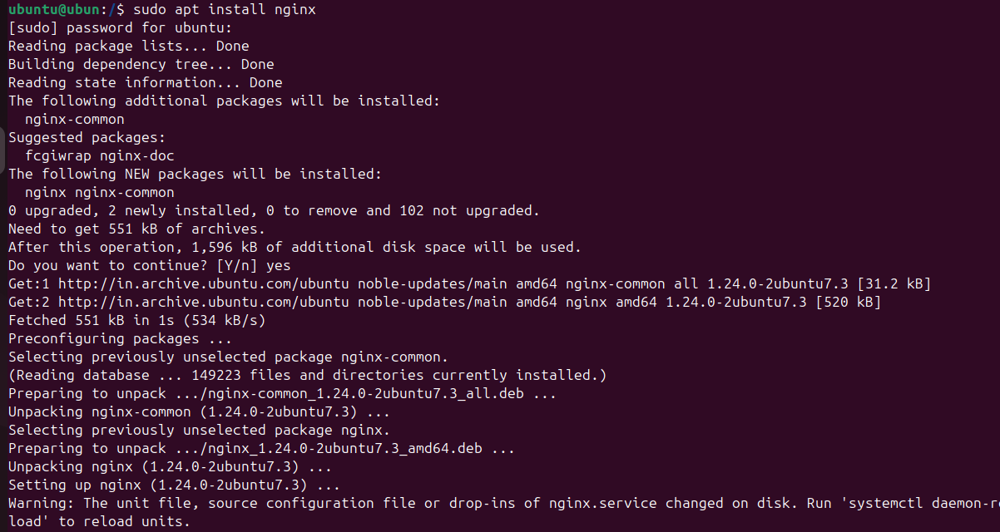 ubuntu@ubun:/$ sudo apt install nginx
[sudo] password for ubuntu:
Reading package lists... Done
Building dependency tree... Done
Reading state information... Done
The following additional packages will be installed:
  nginx-common
Suggested packages:
  fcgiwrap nginx-doc
The following NEW packages will be installed:
  nginx nginx-common
0 upgraded, 2 newly installed, 0 to remove and 102 not upgraded.
Need to get 551 kB of archives.
After this operation, 1,596 kB of additional disk space will be used.
Do you want to continue? [Y/n] yes
Get:1 http://in.archive.ubuntu.com/ubuntu noble-updates/main amd64 nginx-common all 1.24.0-2ubuntu7.3 [31.2 kB]
Get:2 http://in.archive.ubuntu.com/ubuntu noble-updates/main amd64 nginx amd64 1.24.0-2ubuntu7.3 [520 kB]
Fetched 551 kB in 1s (534 kB/s)
Preconfiguring packages ...
Selecting previously unselected package nginx-common.
(Reading database ... 149223 files and directories currently installed.)
Preparing to unpack .../nginx-common_1.24.0-2ubuntu7.3_all.deb ...
Unpacking nginx-common (1.24.0-2ubuntu7.3) ...
Selecting previously unselected package nginx.
Preparing to unpack .../nginx_1.24.0-2ubuntu7.3_amd64.deb ...
Unpacking nginx (1.24.0-2ubuntu7.3) ...
Setting up nginx (1.24.0-2ubuntu7.3) ...
Warning: The unit file, source configuration file or drop-ins of nginx.service changed on disk. Run 'systemctl daemon-re
load' to reload units.